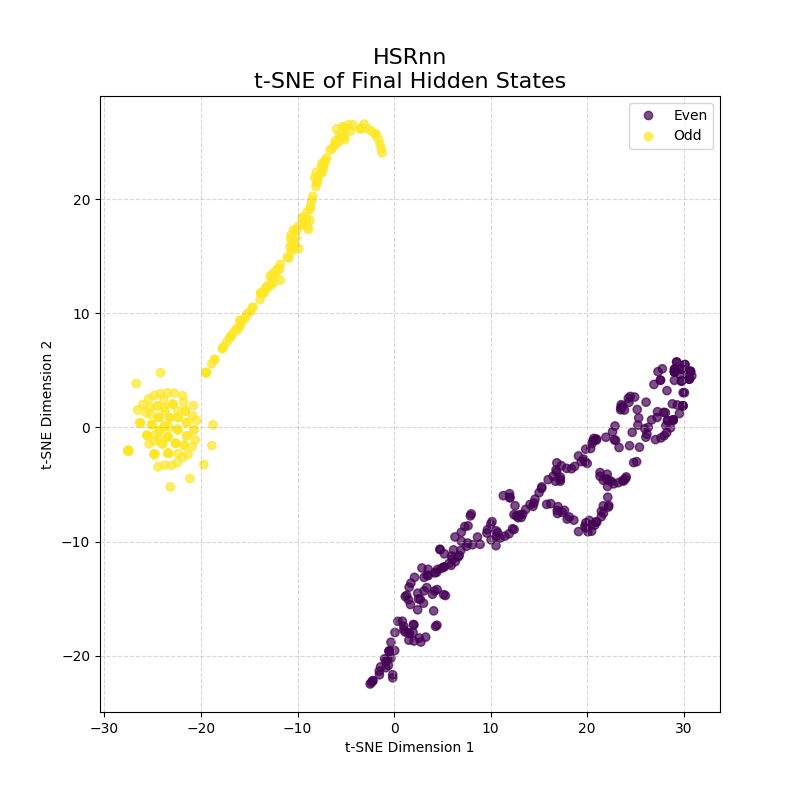 HSRnn
t-SNE of Final Hidden States
Even
Odd
20
10
0
−10
−20
t-SNE Dimension 2
−30
−20
−10
0
10
20
30
t-SNE Dimension 1